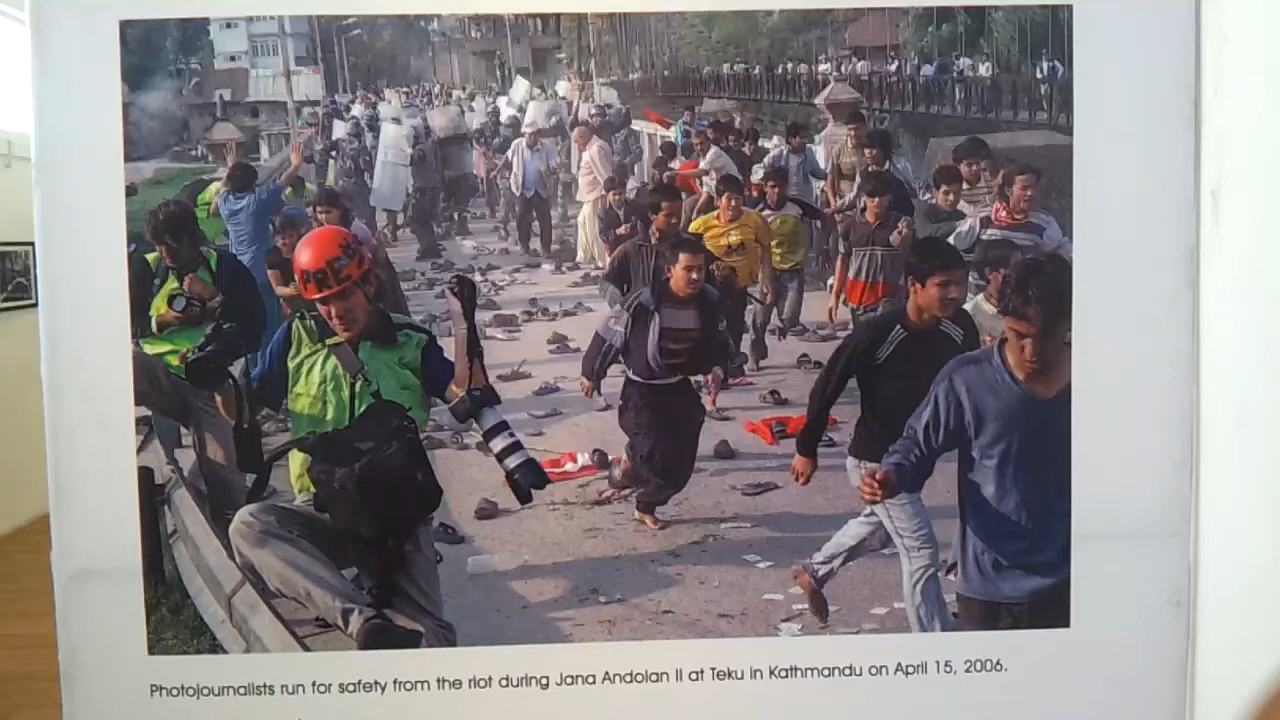 Photojournalists run for safety from the riot during Jana Andolan II at Teku in Kathmandu on April 15, 2006.